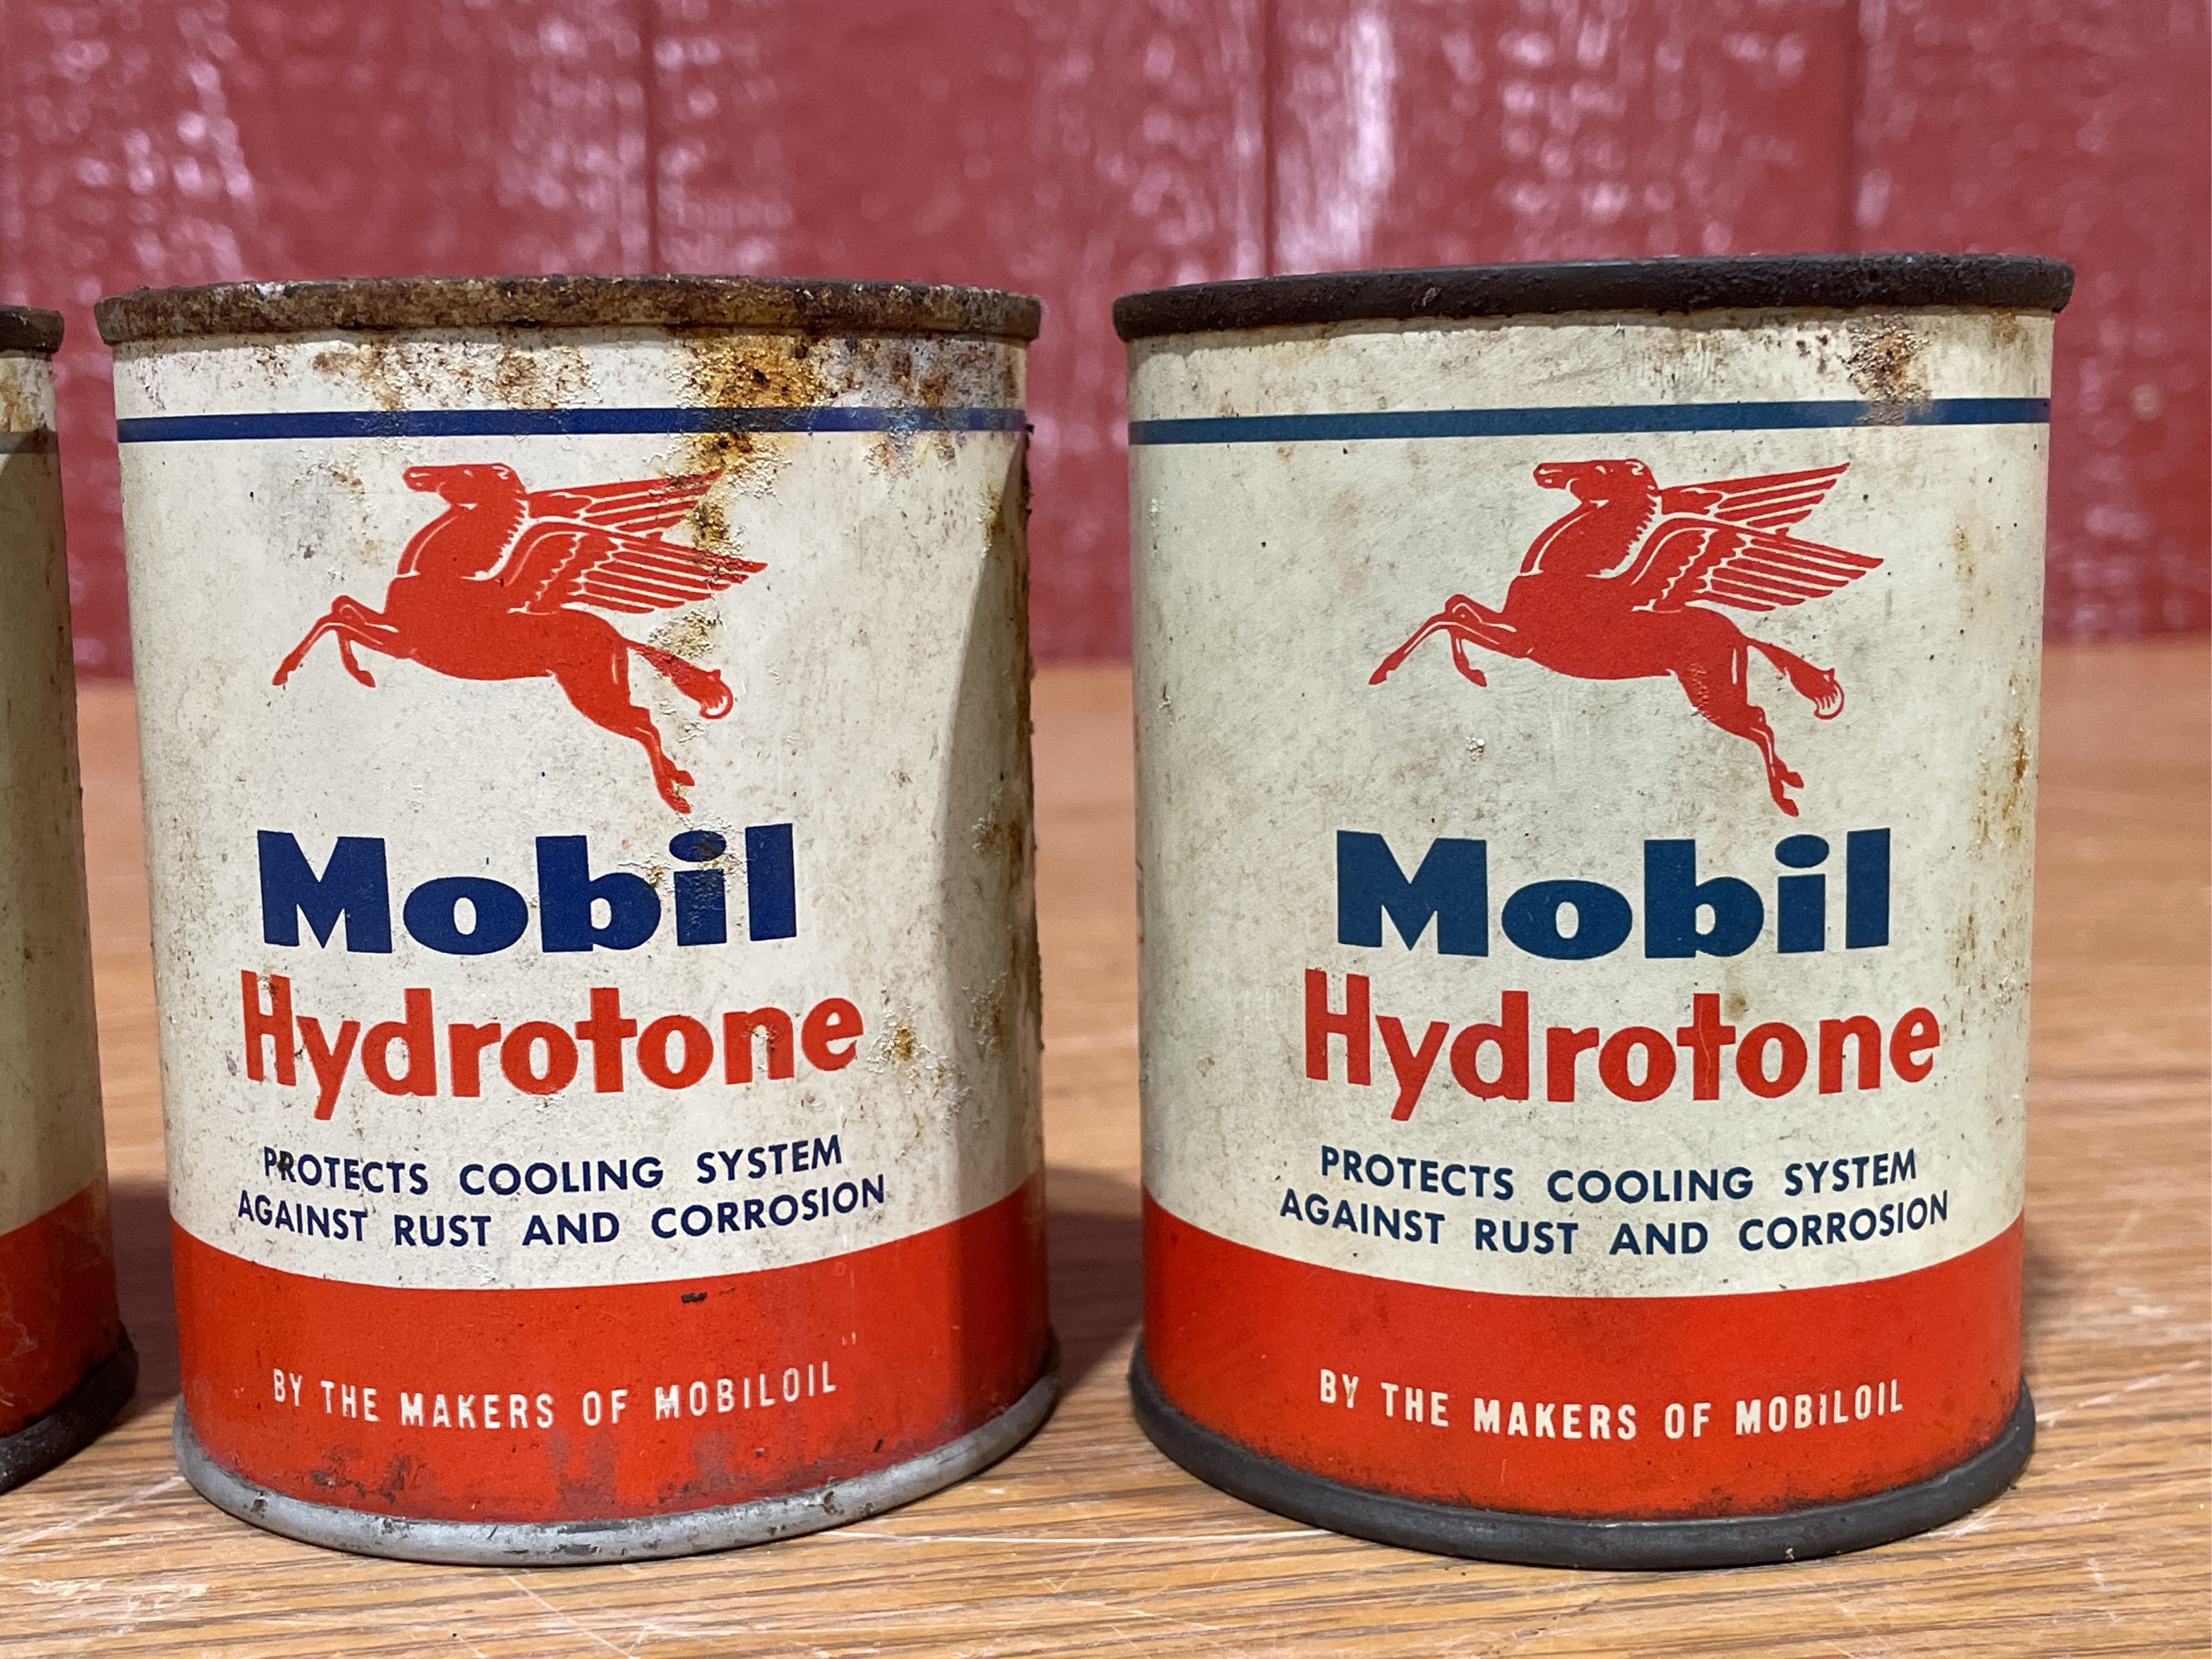 Mobil
Hydrotone
PROTECTS COOLING SYSTEM
AGAINST RUST AND CORROSION
BY THE MAKERS OF MOBILOIL
Mobil
Hydrotone
PROTECTS COOLING SYSTEM
AGAINST RUST AND CORROSION
BY THE MAKERS OF MOBILOIL